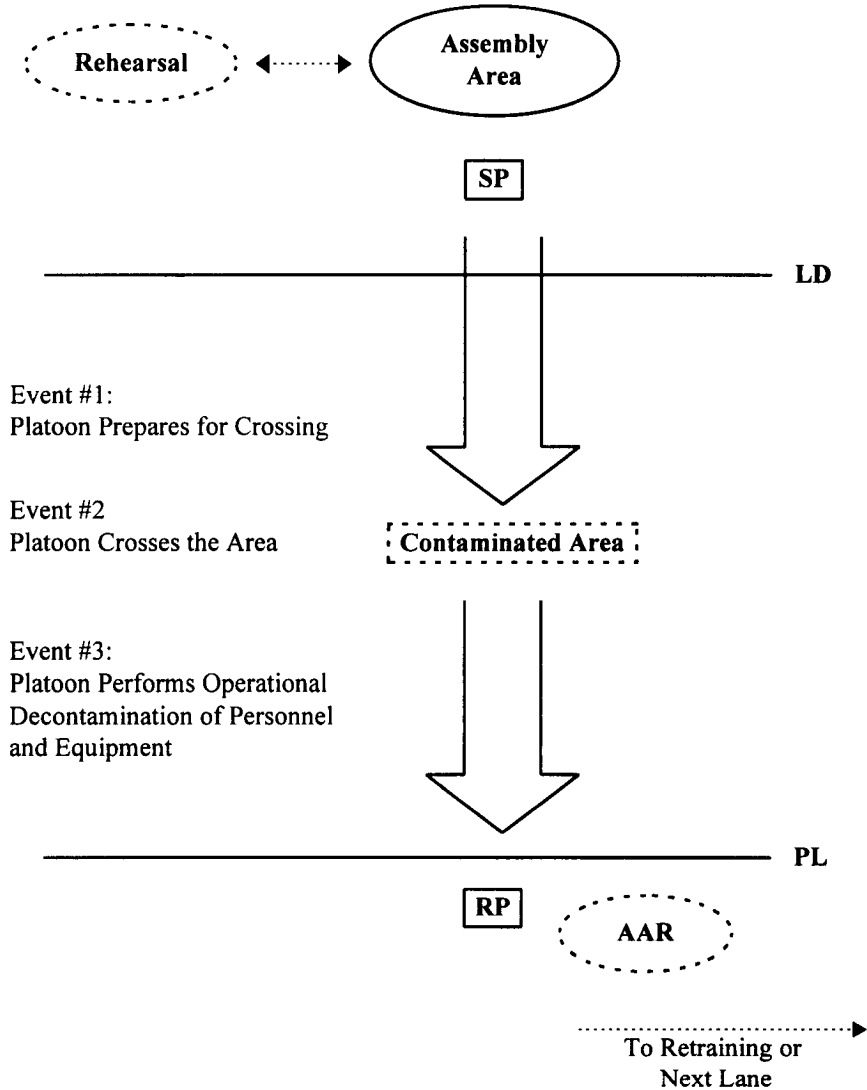 Rehearsal
Assembly
Area
SP
LD
Event #1:
Platoon Prepares for Crossing
Event #2
Platoon Crosses the Area
Contaminated Area
Event #3:
Platoon Performs Operational
Decontamination of Personnel
and Equipment
PL
RP
AAR
To Retraining or
Next Lane